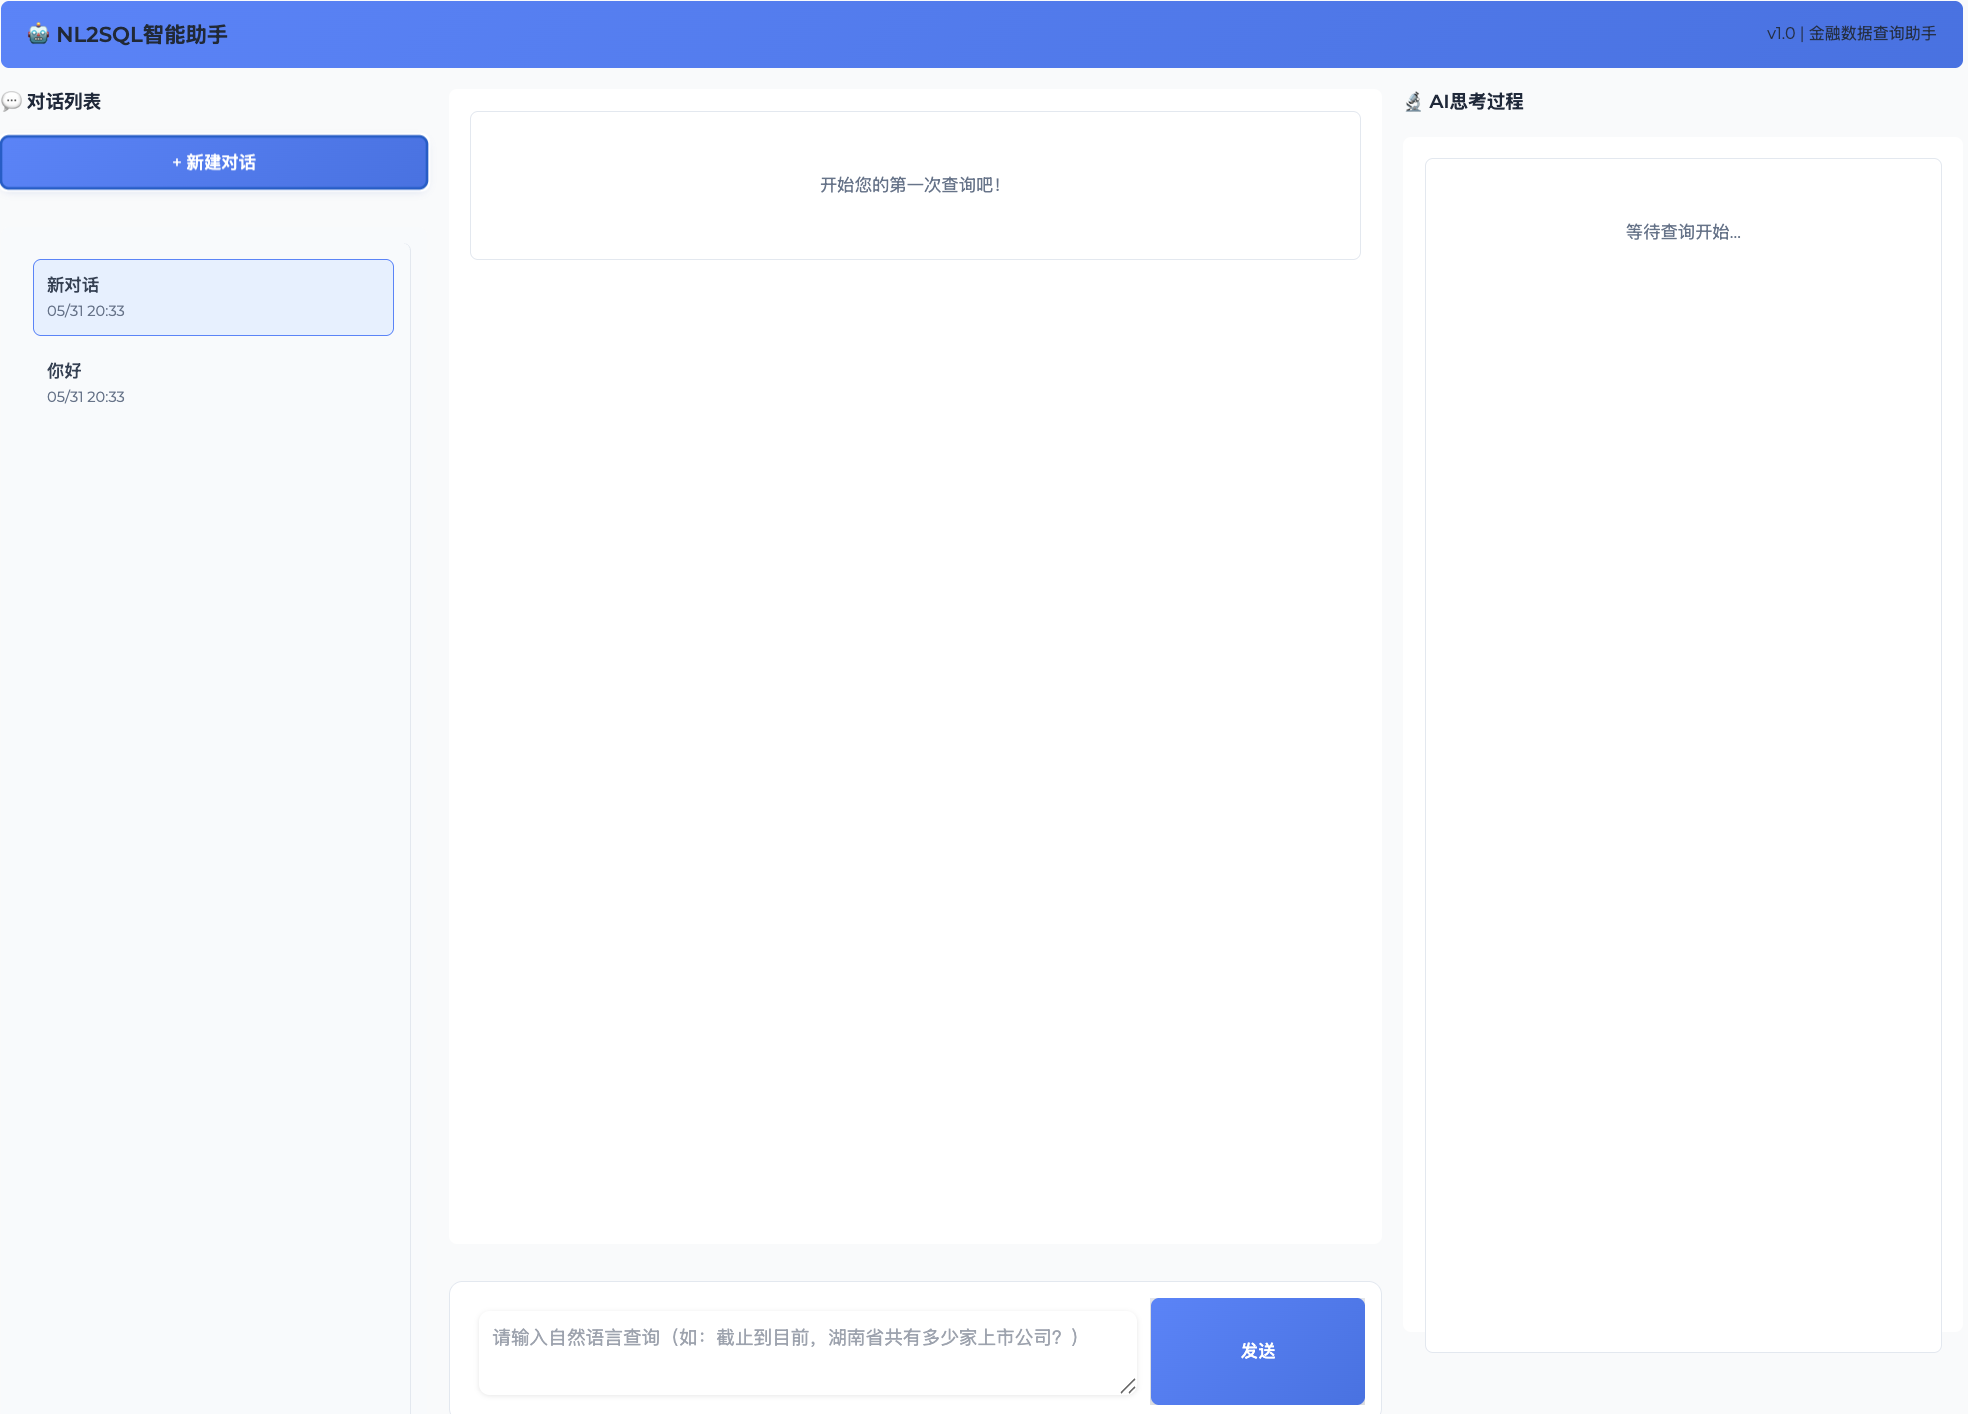 NL2SQL智能助手
v1.0 | 金融数据查询助手
对话列表
+ 新建对话
新对话
05/31 20:33
你好
05/31 20:33
开始您的第一次查询吧！
请输入自然语言查询（如：截止到目前，湖南省共有多少家上市公司？）
发送
AI思考过程
等待查询开始...